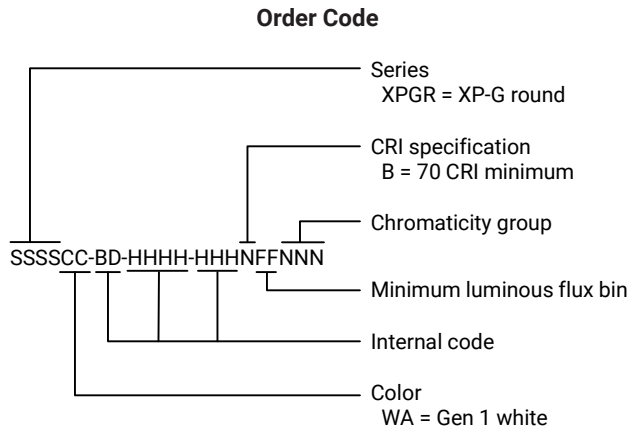 Order Code
Series
XPGR = XP-G round
CRI specification
B = 70 CRI minimum
Chromaticity group
SSSSCC-BD-HHHH-HHHNFFNNN
Minimum luminous flux bin
Internal code
Color
WA = Gen 1 white